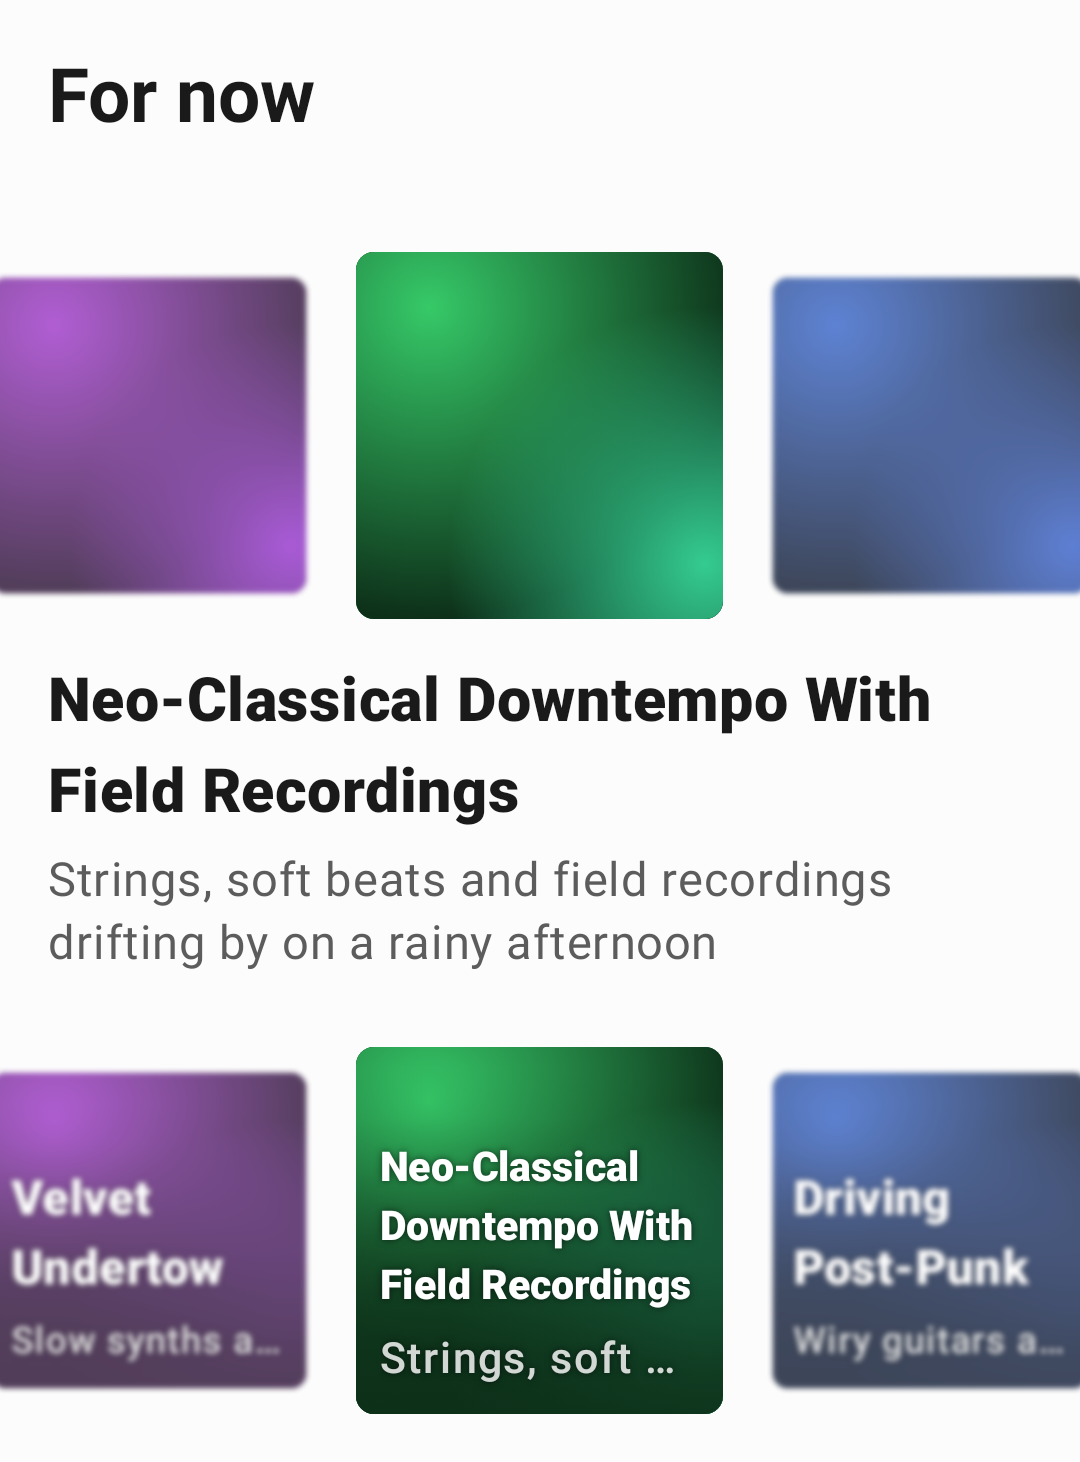 For now
Neo-Classical Downtempo With
Field Recordings
Strings, soft beats and field recordings
drifting by on a rainy afternoon
Velvet
Undertow
Slow synths a…
Neo-Classical
Downtempo With
Field Recordings
Strings, soft …
Driving
Post-Punk
Wiry guitars a…